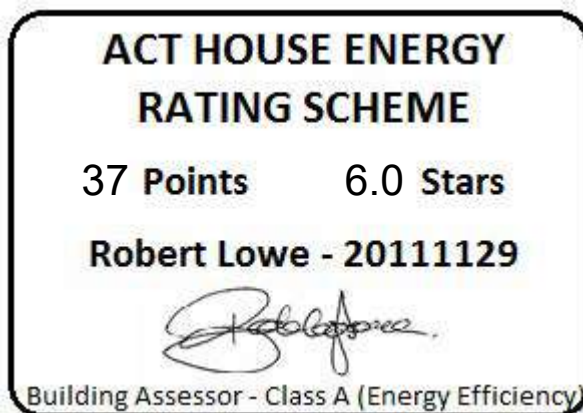 ACT HOUSE ENERGY
RATING SCHEME
37 Points 6.0 Stars
Robert Lowe - 20111129
Building Assessor - Class A (Energy Efficiency)